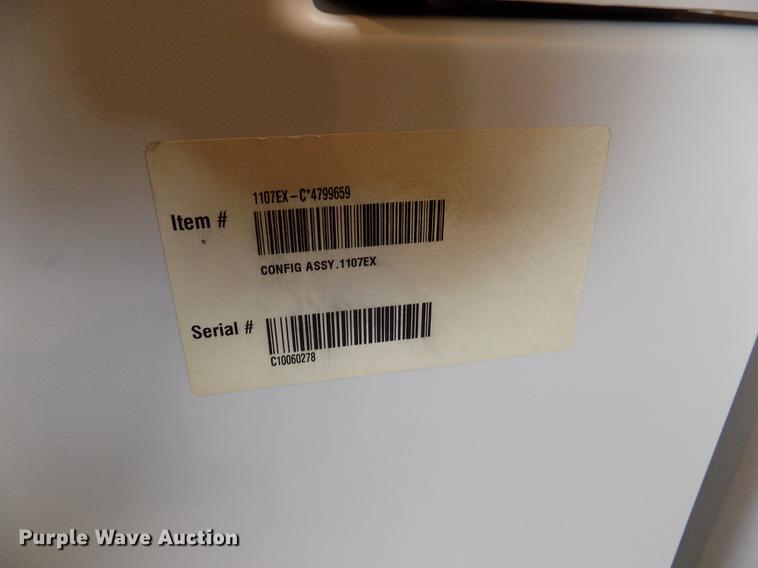 1107EX-C*4799659
Item #
CONFIG ASSY.1107EX
Serial #
C10060278
Purple Wave Auction